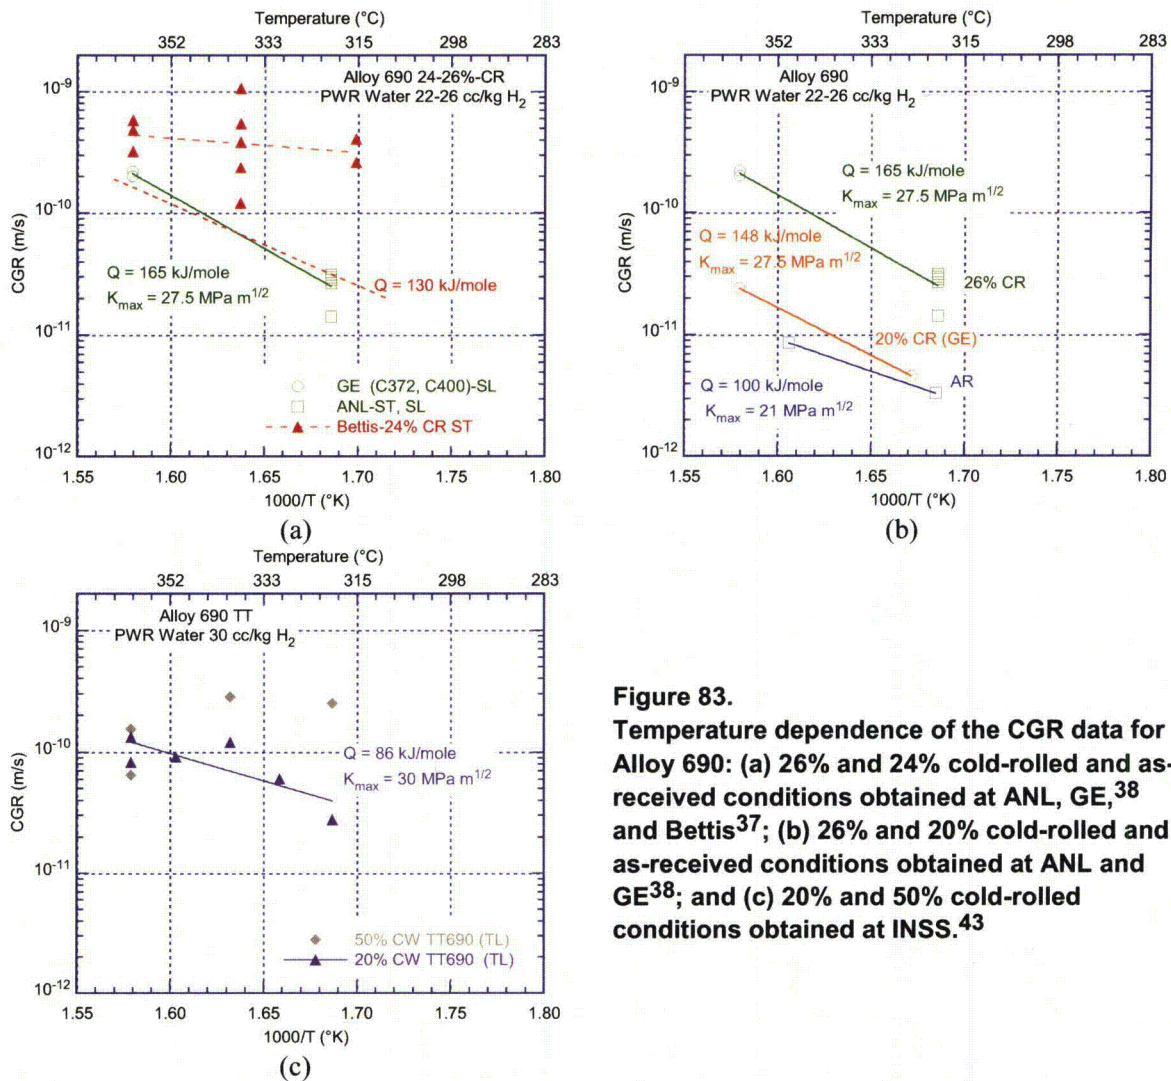 Temperature (°C)
352 333 315 298 283
10-9
10-10
10-11
10-12
CGR (m/s)
Alloy 690 24-26%-CR
PWR Water 22-26 cc/kg H2
Q = 165 kJ/mole
Kmax = 27.5 MPa m1/2
Q = 130 kJ/mole
GE (C372, C400)-SL
ANL-ST, SL
Bettis-24% CR ST
1.55 1.60 1.65 1.70 1.75 1.80
1000/T (°K)
(a)
Temperature (°C)
352 333 315 298 283
10-9
10-10
10-11
10-12
CGR (m/s)
Alloy 690
PWR Water 22-26 cc/kg H2
Q = 165 kJ/mole
Kmax = 27.5 MPa m1/2
Q = 148 kJ/mole
Kmax = 27.5 MPa m1/2
26% CR
20% CR (GE)
Q = 100 kJ/mole
Kmax = 21 MPa m1/2
AR
1.55 1.60 1.65 1.70 1.75 1.80
1000/T (°K)
(b)
Temperature (°C)
352 333 315 298 283
10-9
10-10
10-11
10-12
CGR (m/s)
Alloy 690 TT
PWR Water 30 cc/kg H2
Q = 86 kJ/mole
Kmax = 30 MPa m1/2
50% CW TT690 (TL)
20% CW TT690 (TL)
1.55 1.60 1.65 1.70 1.75 1.80
1000/T (°K)
(c)
Figure 83.
Temperature dependence of the CGR data for
Alloy 690: (a) 26% and 24% cold-rolled and as-
received conditions obtained at ANL, GE,38
and Bettis37; (b) 26% and 20% cold-rolled and
as-received conditions obtained at ANL and
GE38; and (c) 20% and 50% cold-rolled
conditions obtained at INSS.43